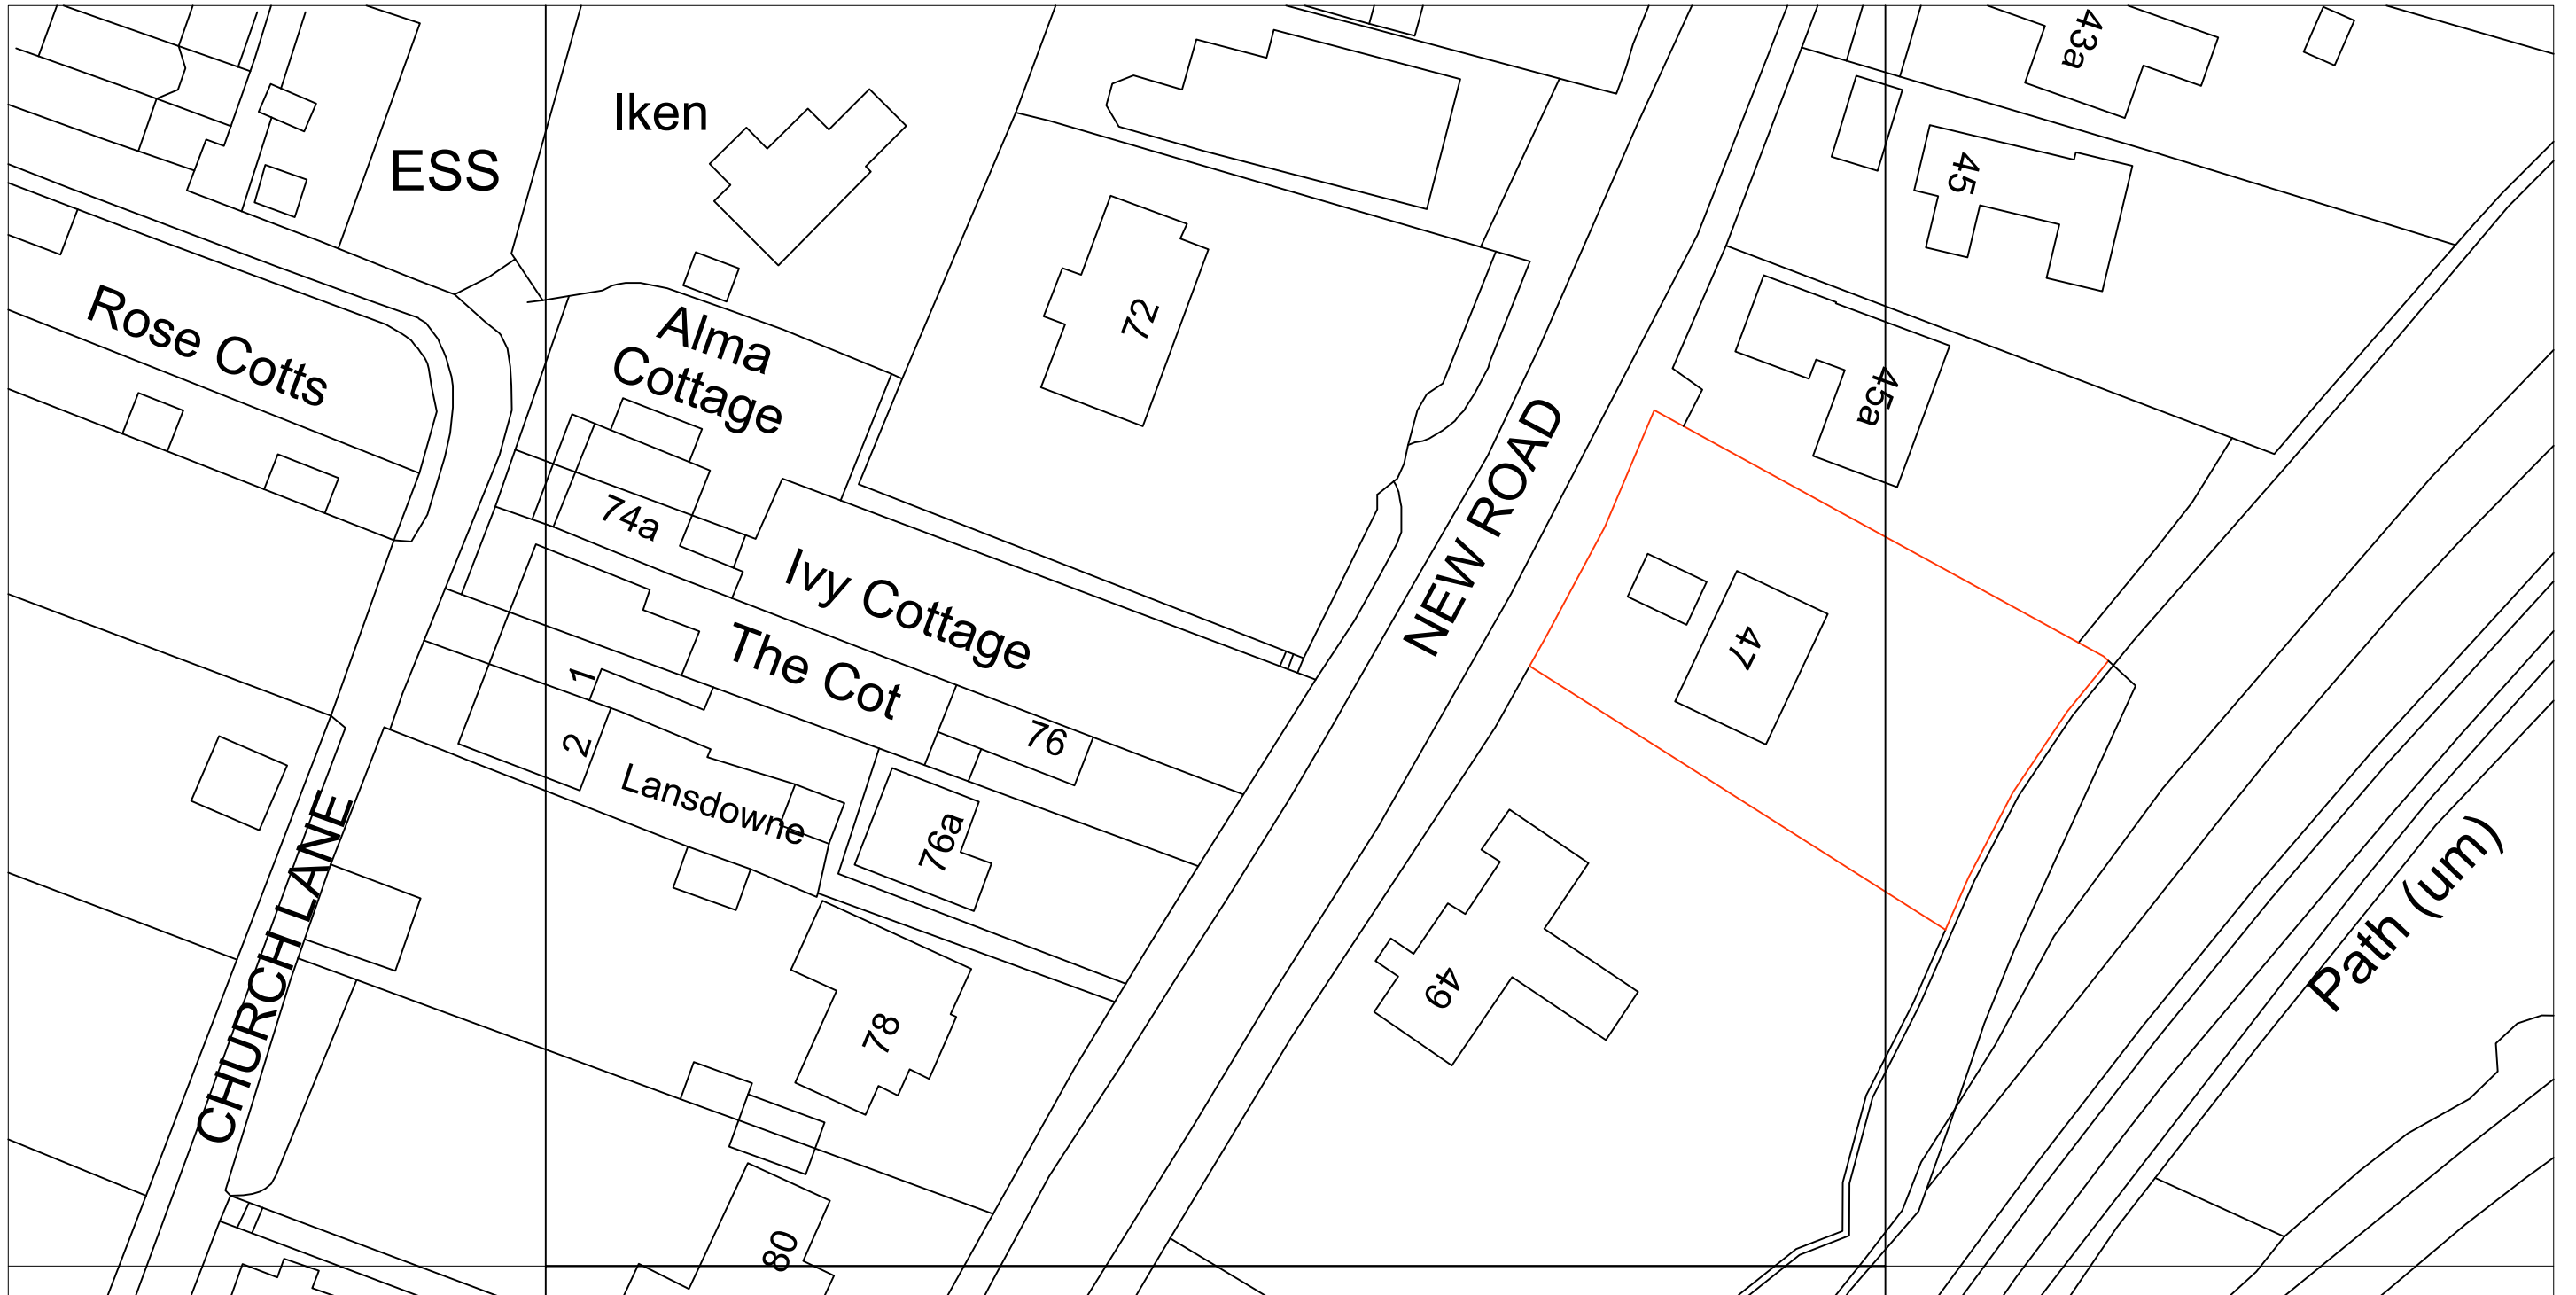 43a
Iken
ESS
45
Rose Cotts
Alma
Cottage
72
45a
74a
NEW ROAD
Ivy Cottage
The Cot
47
1
2
76
Lansdowne
76a
CHURCH LANE
Path (um)
49
78
80